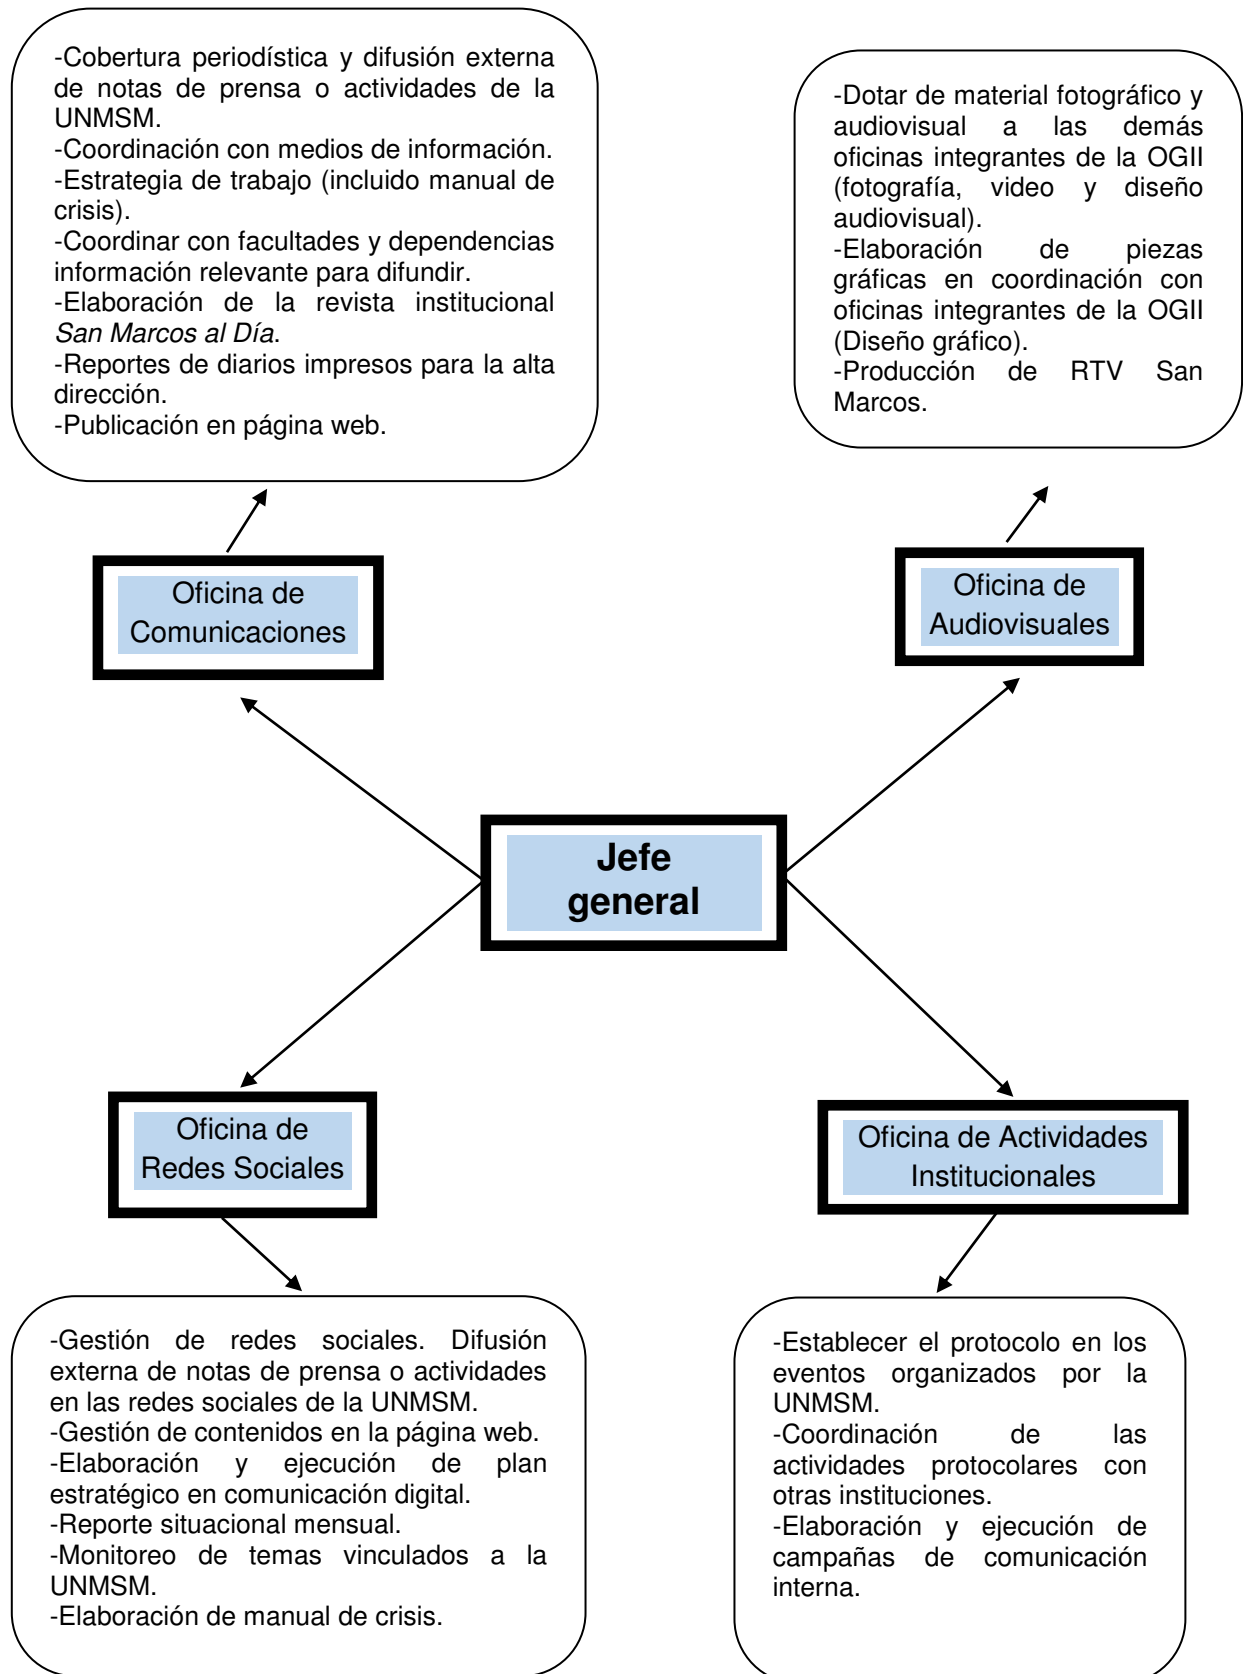 -Cobertura periodística y difusión externa
de notas de prensa o actividades de la
UNMSM.
-Coordinación con medios de información.
-Estrategia de trabajo (incluido manual de
crisis).
-Coordinar con facultades y dependencias
información relevante para difundir.
-Elaboración de la revista institucional
San Marcos al Día.
-Reportes de diarios impresos para la alta
dirección.
-Publicación en página web.
-Dotar de material fotográfico y
audiovisual a las demás
oficinas integrantes de la OGII
(fotografía, video y diseño
audiovisual).
-Elaboración de piezas
gráficas en coordinación con
oficinas integrantes de la OGII
(Diseño gráfico).
-Producción de RTV San
Marcos.
Oficina de
Comunicaciones
Oficina de
Audiovisuales
Jefe
general
Oficina de
Redes Sociales
Oficina de Actividades
Institucionales
-Gestión de redes sociales. Difusión
externa de notas de prensa o actividades
en las redes sociales de la UNMSM.
-Gestión de contenidos en la página web.
-Elaboración y ejecución de plan
estratégico en comunicación digital.
-Reporte situacional mensual.
-Monitoreo de temas vinculados a la
UNMSM.
-Elaboración de manual de crisis.
-Establecer el protocolo en los
eventos organizados por la
UNMSM.
-Coordinación de las
actividades protocolares con
otras instituciones.
-Elaboración y ejecución de
campañas de comunicación
interna.